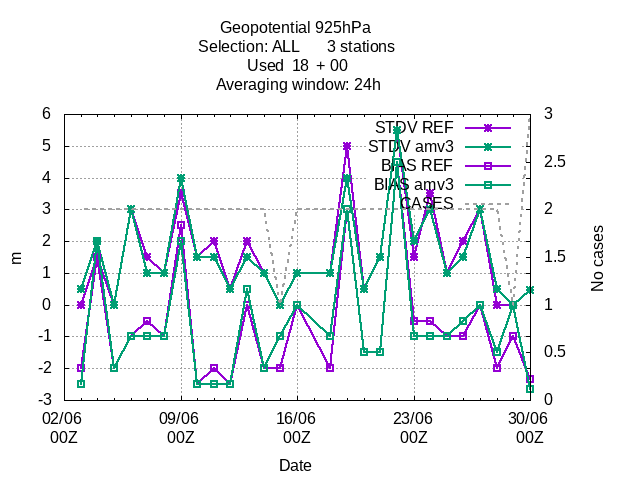 Geopotential 925hPa
Selection: ALL 3 stations
Used 18 + 00
Averaging window: 24h
6 3
STDV REF
STDV amv3
BIAS REF
BIAS amv3
CASES
5
4
3
2
1
0
-1
-2
-3
2.5
2
1.5
1
0.5
0
m
No cases
02/06 09/06 16/06 23/06 30/06
00Z 00Z 00Z 00Z 00Z
Date